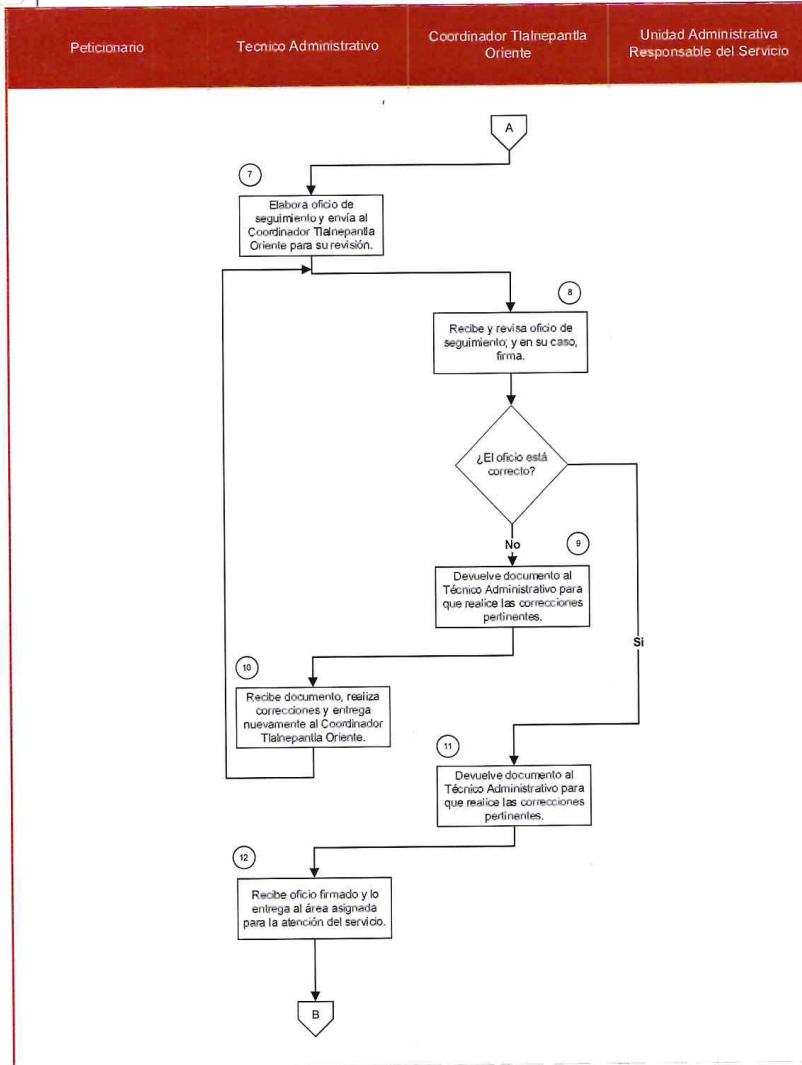 Peticionario
Tecnico Administrativo
Coordinador Tlalnepantla
Oriente
Unidad Administrativa
Responsable del Servicio
A
7
Elabora oficio de
seguimiento y envía al
Coordinador Tlalnepantla
Oriente para su revisión.
8
Recibe y revisa oficio de
seguimiento; y en su caso,
firma.
¿El oficio está
correcto?
No
9
Devuelve documento al
Técnico Administrativo para
que realice las correcciones
pertinentes.
Si
10
Recibe documento, realiza
correcciones y entrega
nuevamente al Coordinador
Tlalnepantla Oriente.
11
Devuelve documento al
Técnico Administrativo para
que realice las correcciones
pertinentes.
12
Recibe oficio firmado y lo
entrega al área asignada
para la atención del servicio.
B